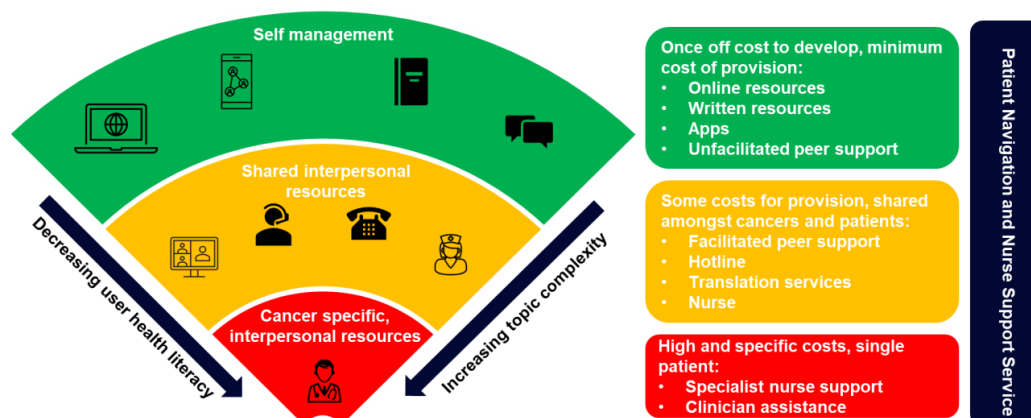 Self management
Shared interpersonal
resources
Cancer specific,
interpersonal resources
Decreasing user health literacy
Increasing topic complexity
Once off cost to develop, minimum
cost of provision:
• Online resources
• Written resources
• Apps
• Unfacilitated peer support
Some costs for provision, shared
amongst cancers and patients:
• Facilitated peer support
• Hotline
• Translation services
• Nurse
High and specific costs, single
patient:
• Specialist nurse support
• Clinician assistance
Patient Navigation and Nurse Support Service